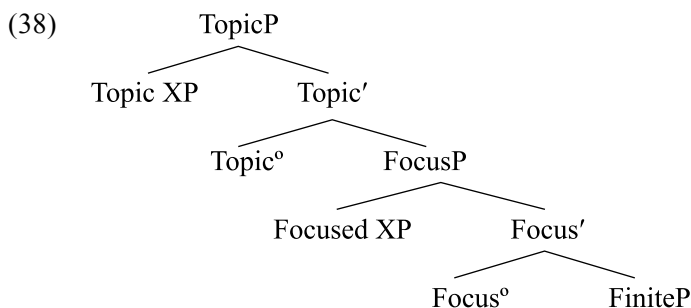 (38) TopicP
Topic XP Topic′
Topicº FocusP
Focused XP Focus′
Focusº FiniteP